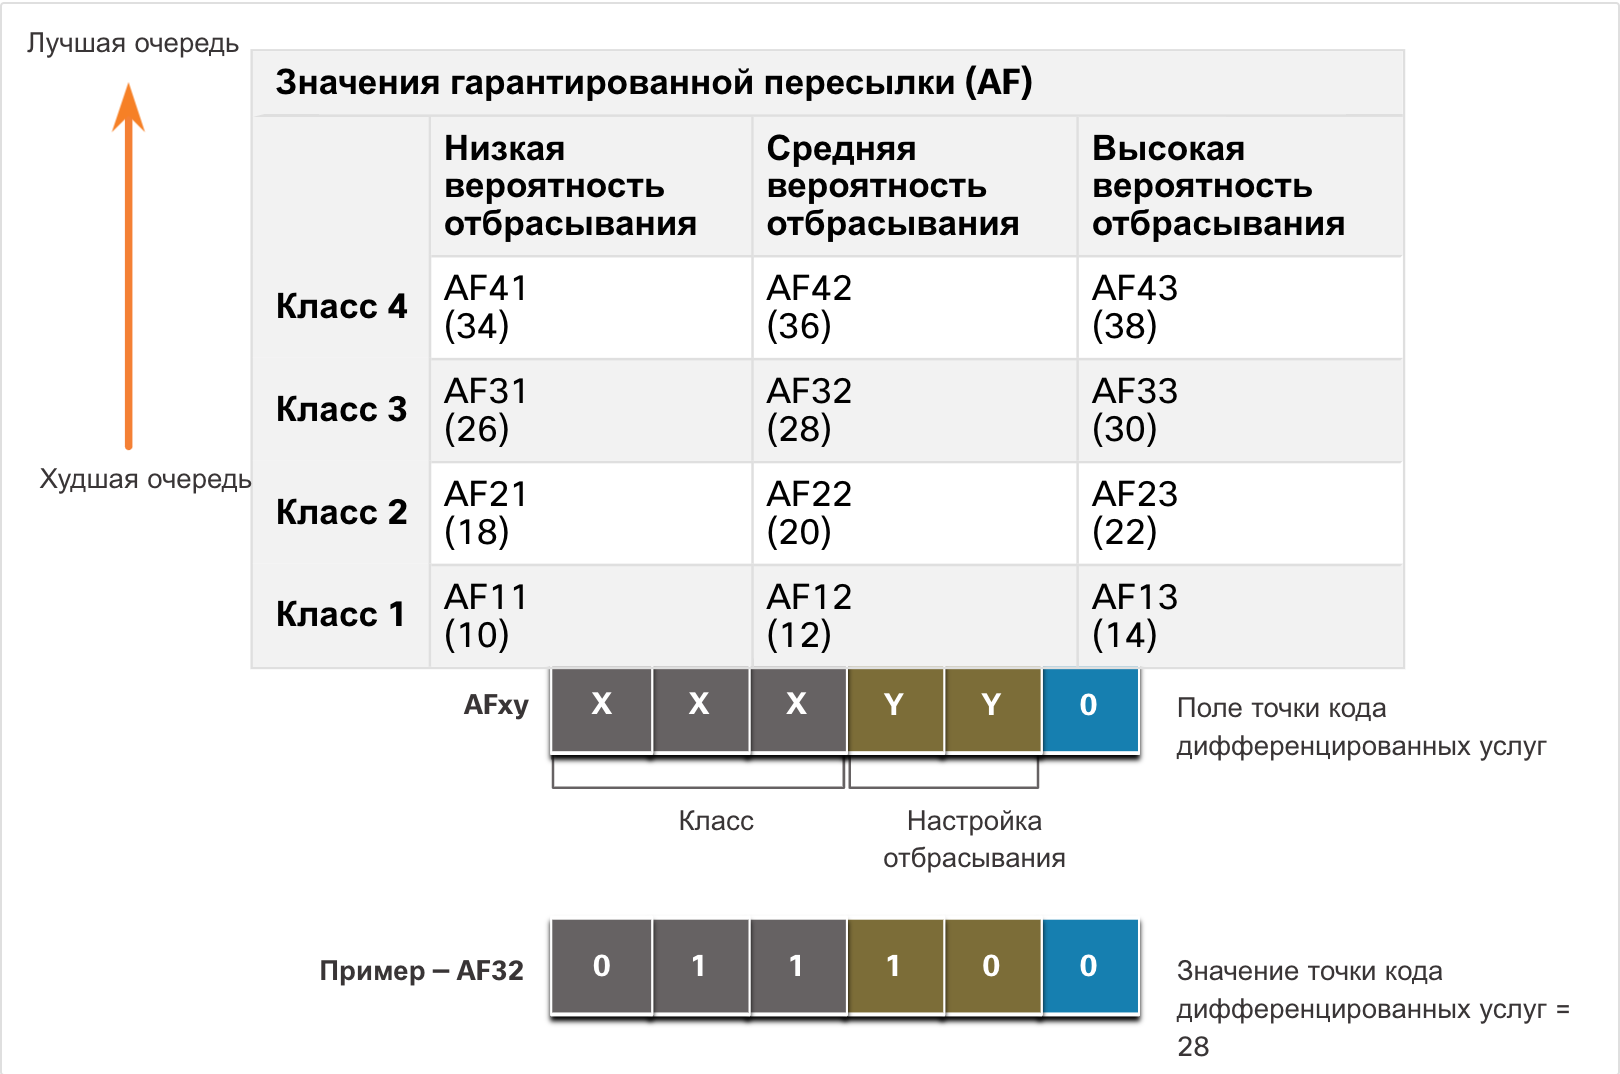 Лучшая очередь
Значения гарантированной пересылки (AF)
Низкая
вероятность
отбрасывания
Средняя
вероятность
отбрасывания
Высокая
вероятность
отбрасывания
Класс 4
AF41
(34)
AF42
(36)
AF43
(38)
Класс 3
AF31
(26)
AF32
(28)
AF33
(30)
Худшая очередь
Класс 2
AF21
(18)
AF22
(20)
AF23
(22)
Класс 1
AF11
(10)
AF12
(12)
AF13
(14)
AFxy
X X X Y Y 0
Поле точки кода
дифференцированных услуг
Класс
Настройка
отбрасывания
Пример – AF32
0 1 1 1 0 0
Значение точки кода
дифференцированных услуг =
28